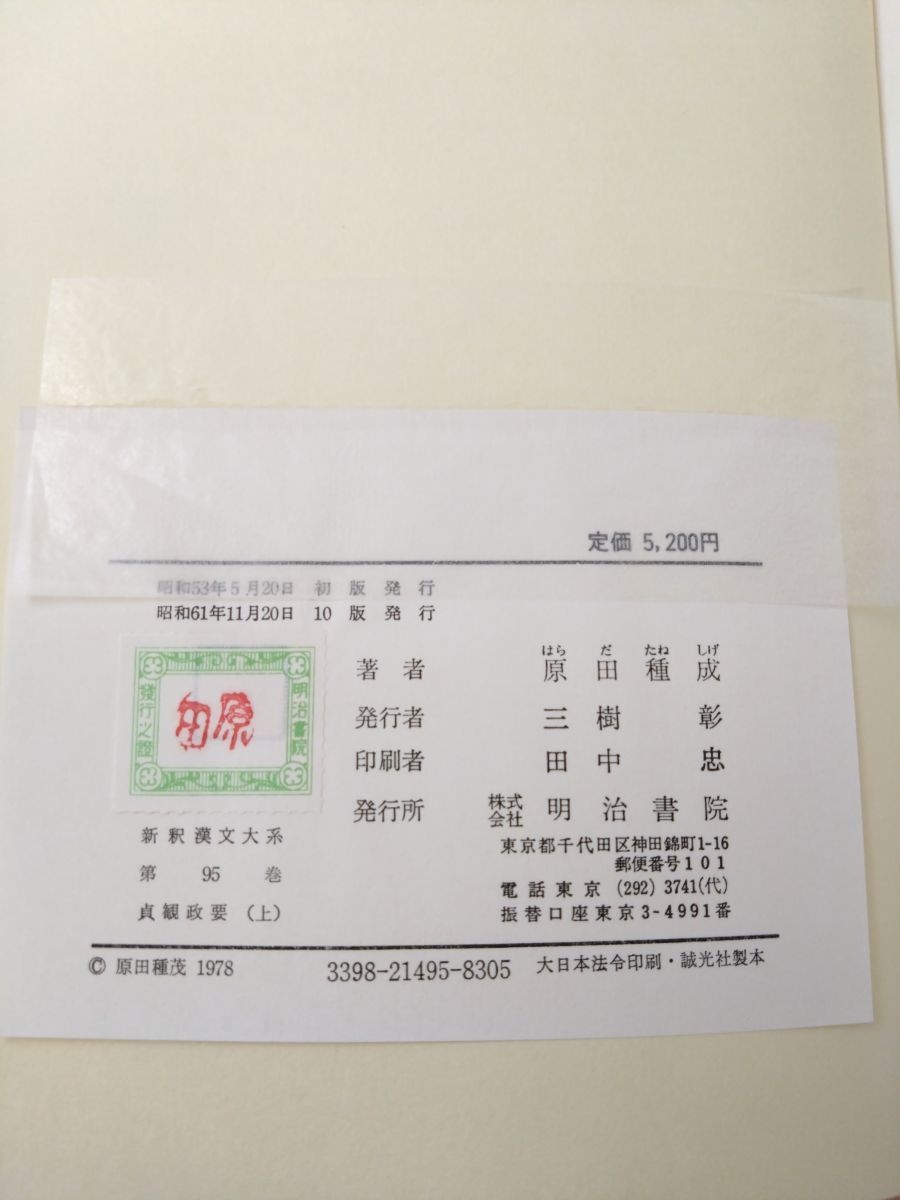 定価 5,200円
昭和53年5月20日 初版発行
昭和61年11月20日 10版発行
明治書院
發行之證
原田
はらだたねしげ
著者 原田種成
発行者 三樹彰
印刷者 田中忠
発行所 株式会社 明治書院
東京都千代田区神田錦町1-16
郵便番号101
電話東京 (292) 3741(代)
振替口座東京3-4991番
新釈漢文大系
第95巻
貞観政要（上）
© 原田種茂 1978
3398-21495-8305
大日本法令印刷・誠光社製本